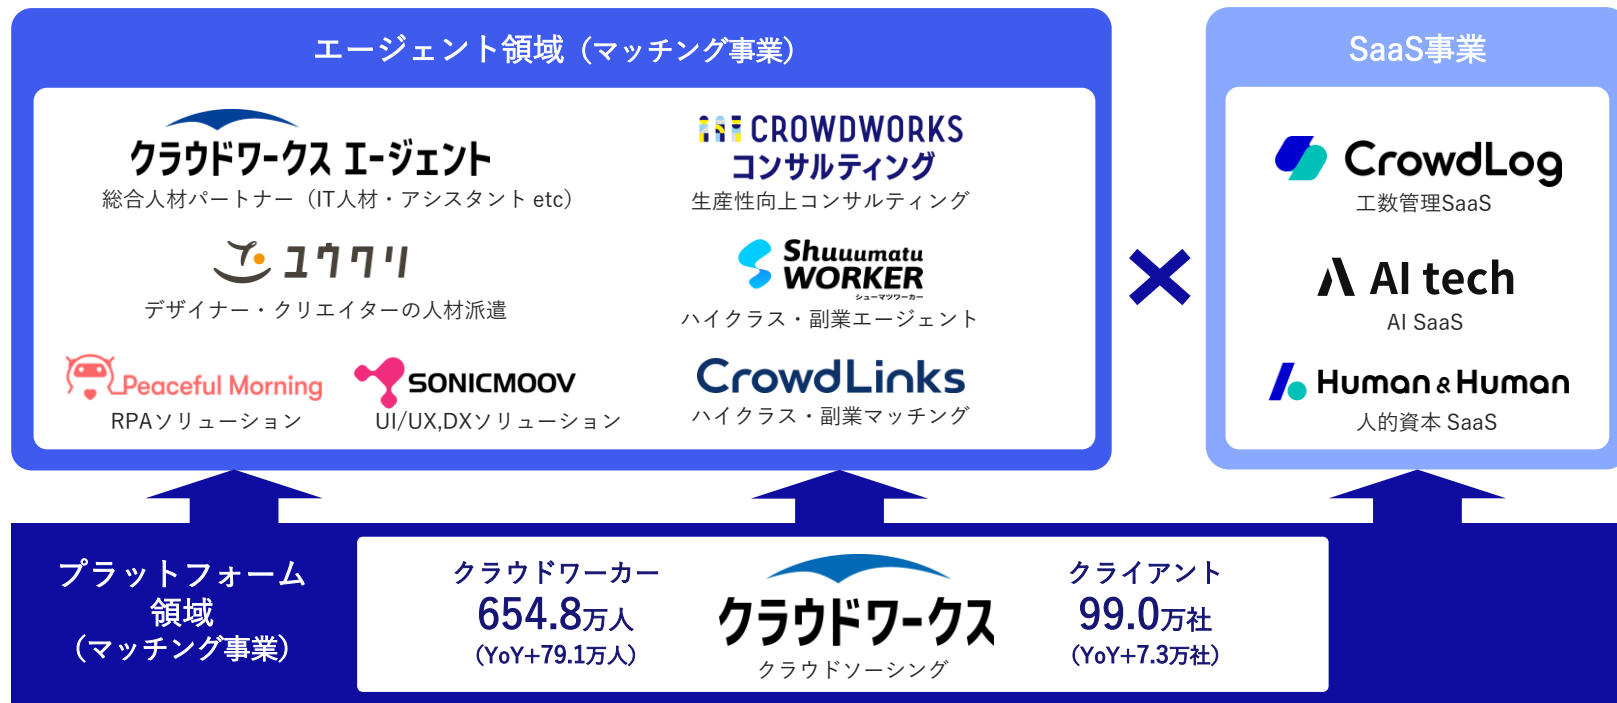 エージェント領域（マッチング事業）
クラウドワークス エージェント
総合人材パートナー（IT人材・アシスタント etc）
CROWDWORKS
コンサルティング
生産性向上コンサルティング
ユウクリ
デザイナー・クリエイターの人材派遣
Shuuumatu
WORKER
シューマツワーカー
ハイクラス・副業エージェント
Peaceful Morning
RPAソリューション
SONICMOOV
UI/UX,DXソリューション
CrowdLinks
ハイクラス・副業マッチング
×
SaaS事業
CrowdLog
工数管理SaaS
AI tech
AI SaaS
Human & Human
人的資本 SaaS
プラットフォーム
領域
（マッチング事業）
クラウドワーカー
654.8万人
（YoY+79.1万人）
クラウドワークス
クラウドソーシング
クライアント
99.0万社
（YoY+7.3万社）